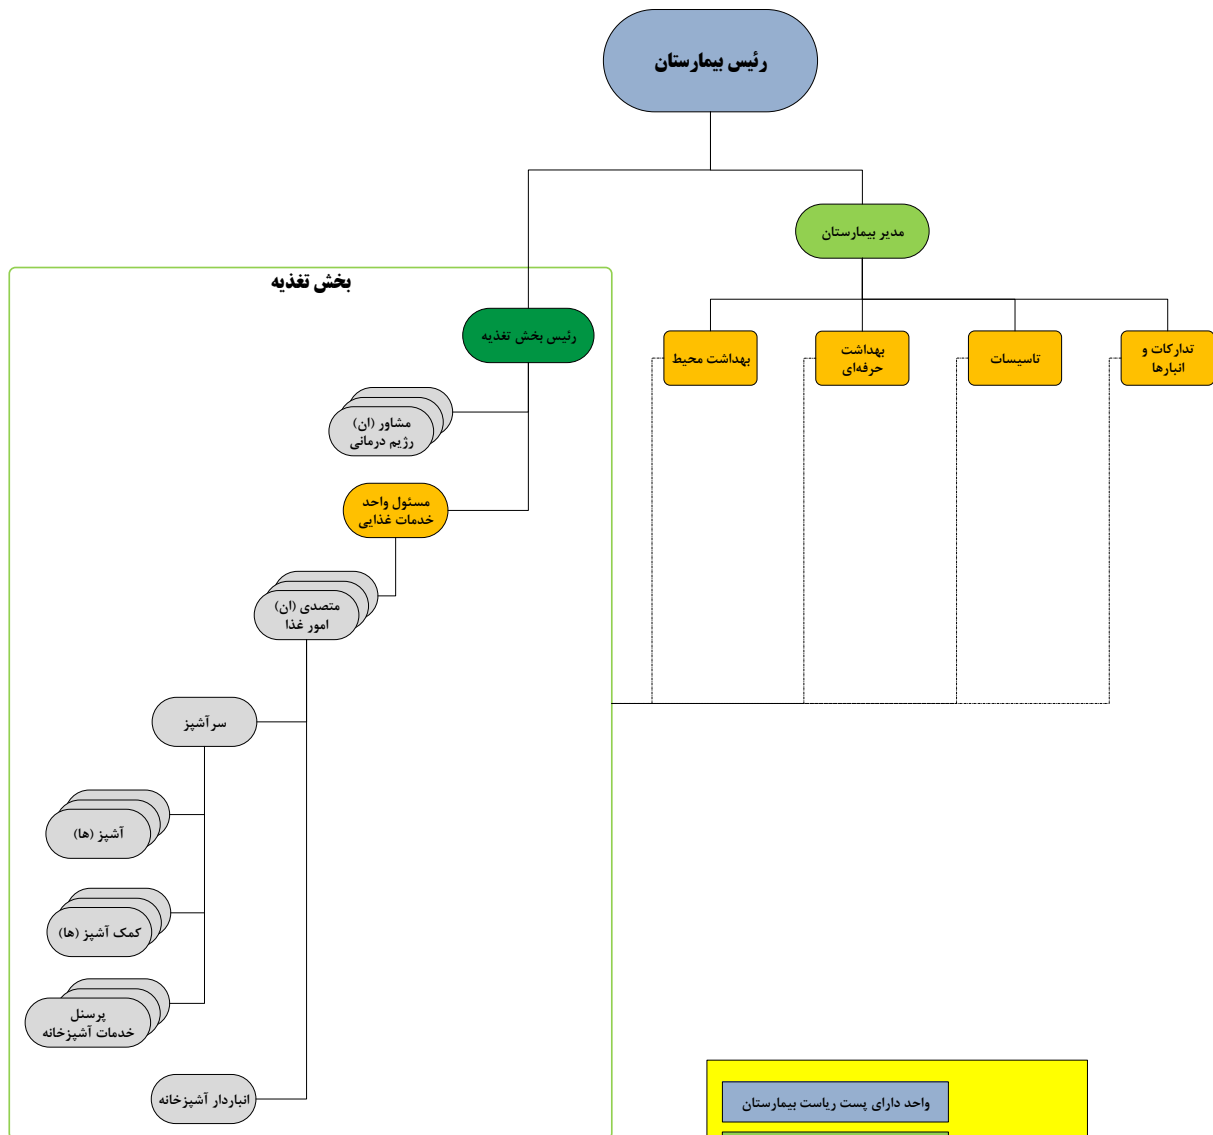 رئیس بیمارستان
مدیر بیمارستان
بخش تغذیه
رئیس بخش تغذیه
تدارکات و
انبارها
تاسیسات
بهداشت
حرفه‌ای
بهداشت محیط
مشاور (ان)
رژیم درمانی
مسئول واحد
خدمات غذایی
متصدی (ان)
امور غذا
سرآشپز
آشپز (ها)
کمک آشپز (ها)
پرسنل
خدمات آشپزخانه
انباردار آشپزخانه
واحد دارای پست ریاست بیمارستان